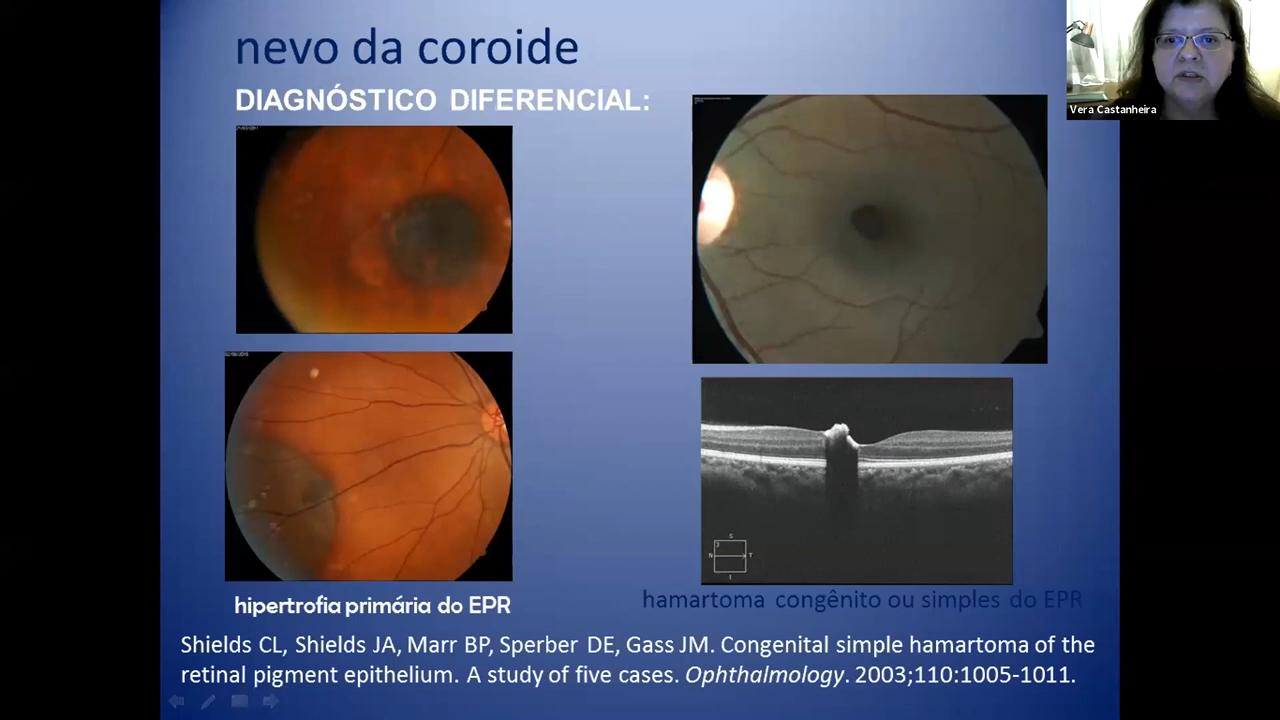 nevo da coroide
DIAGNÓSTICO DIFERENCIAL:
Vera Castanheira
S
N T
I
hipertrofia primária do EPR
hamartoma congênito ou simples do EPR
Shields CL, Shields JA, Marr BP, Sperber DE, Gass JM. Congenital simple hamartoma of the
retinal pigment epithelium. A study of five cases. Ophthalmology. 2003;110:1005-1011.